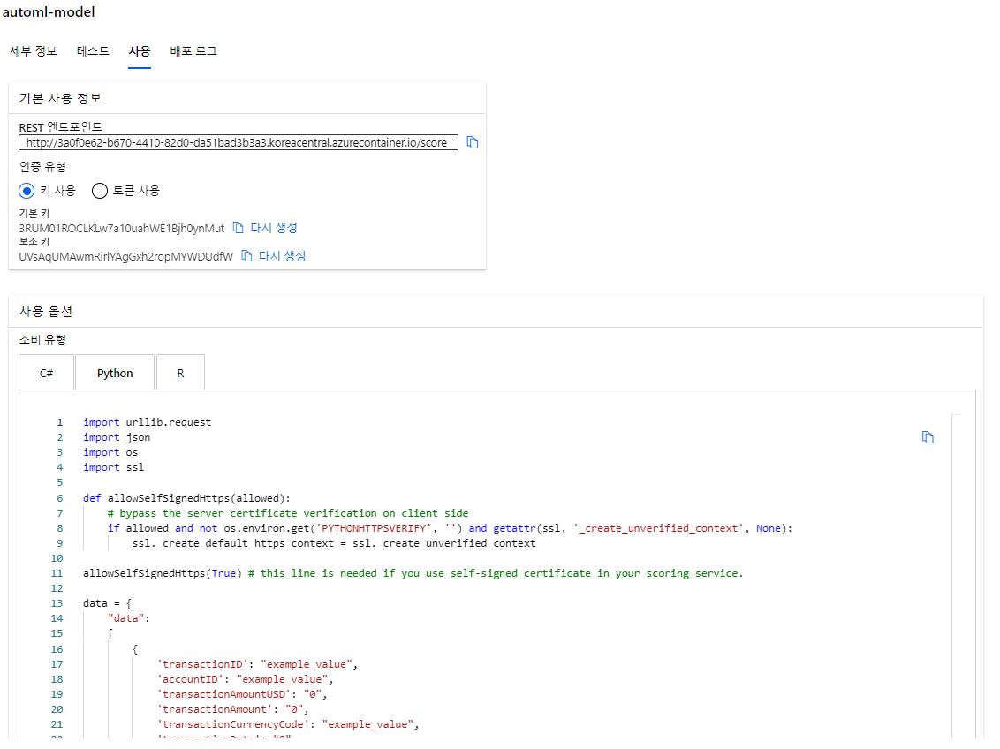 automl-model
세부 정보 테스트 사용 배포 로그
기본 사용 정보
REST 엔드포인트
http://3a0f0e62-b670-4410-82d0-da51bad3b3a3.koreacentral.azurecontainer.io/score
인증 유형
키 사용 토큰 사용
기본 키
3RUM01ROCLKLw7a10uahWE1Bjh0ynMut 다시 생성
보조 키
UVsAqUMAwmRirlYAgGxh2ropMYWDUdfW 다시 생성
사용 옵션
소비 유형
C# Python R
1 import urllib.request
2 import json
3 import os
4 import ssl
5
6 def allowSelfSignedHttps(allowed):
7 # bypass the server certificate verification on client side
8 if allowed and not os.environ.get('PYTHONHTTPSVERIFY', '') and getattr(ssl, '_create_unverified_context', None):
9 ssl._create_default_https_context = ssl._create_unverified_context
10
11 allowSelfSignedHttps(True) # this line is needed if you use self-signed certificate in your scoring service.
12
13 data = {
14 "data":
15 [
16 {
17 'transactionID': "example_value",
18 'accountID': "example_value",
19 'transactionAmountUSD': "0",
20 'transactionAmount': "0",
21 'transactionCurrencyCode': "example_value",